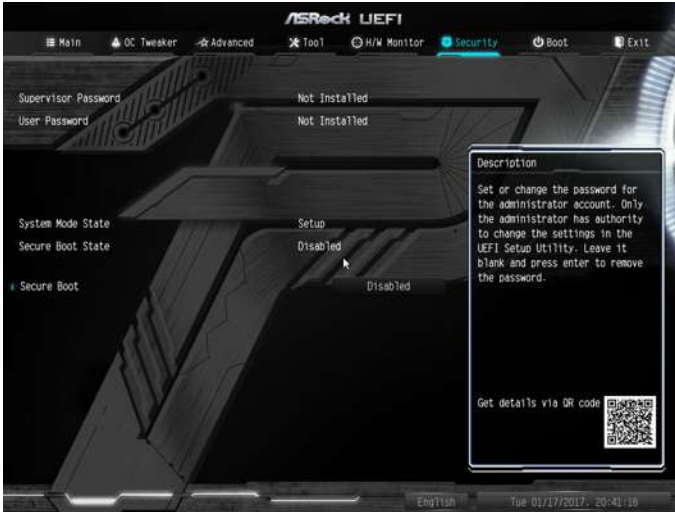 ASRock UEFI
Main OC Tweaker Advanced Tool H/W Monitor Security Boot Exit
Supervisor Password Not Installed
User Password Not Installed
System Mode State Setup
Secure Boot State Disabled
Secure Boot Disabled
Description
Set or change the password for
the administrator account. Only
the administrator has authority
to change the settings in the
UEFI Setup Utility. Leave it
blank and press enter to remove
the password.
Get details via QR code
English Tue 01/17/2017, 20:41:16